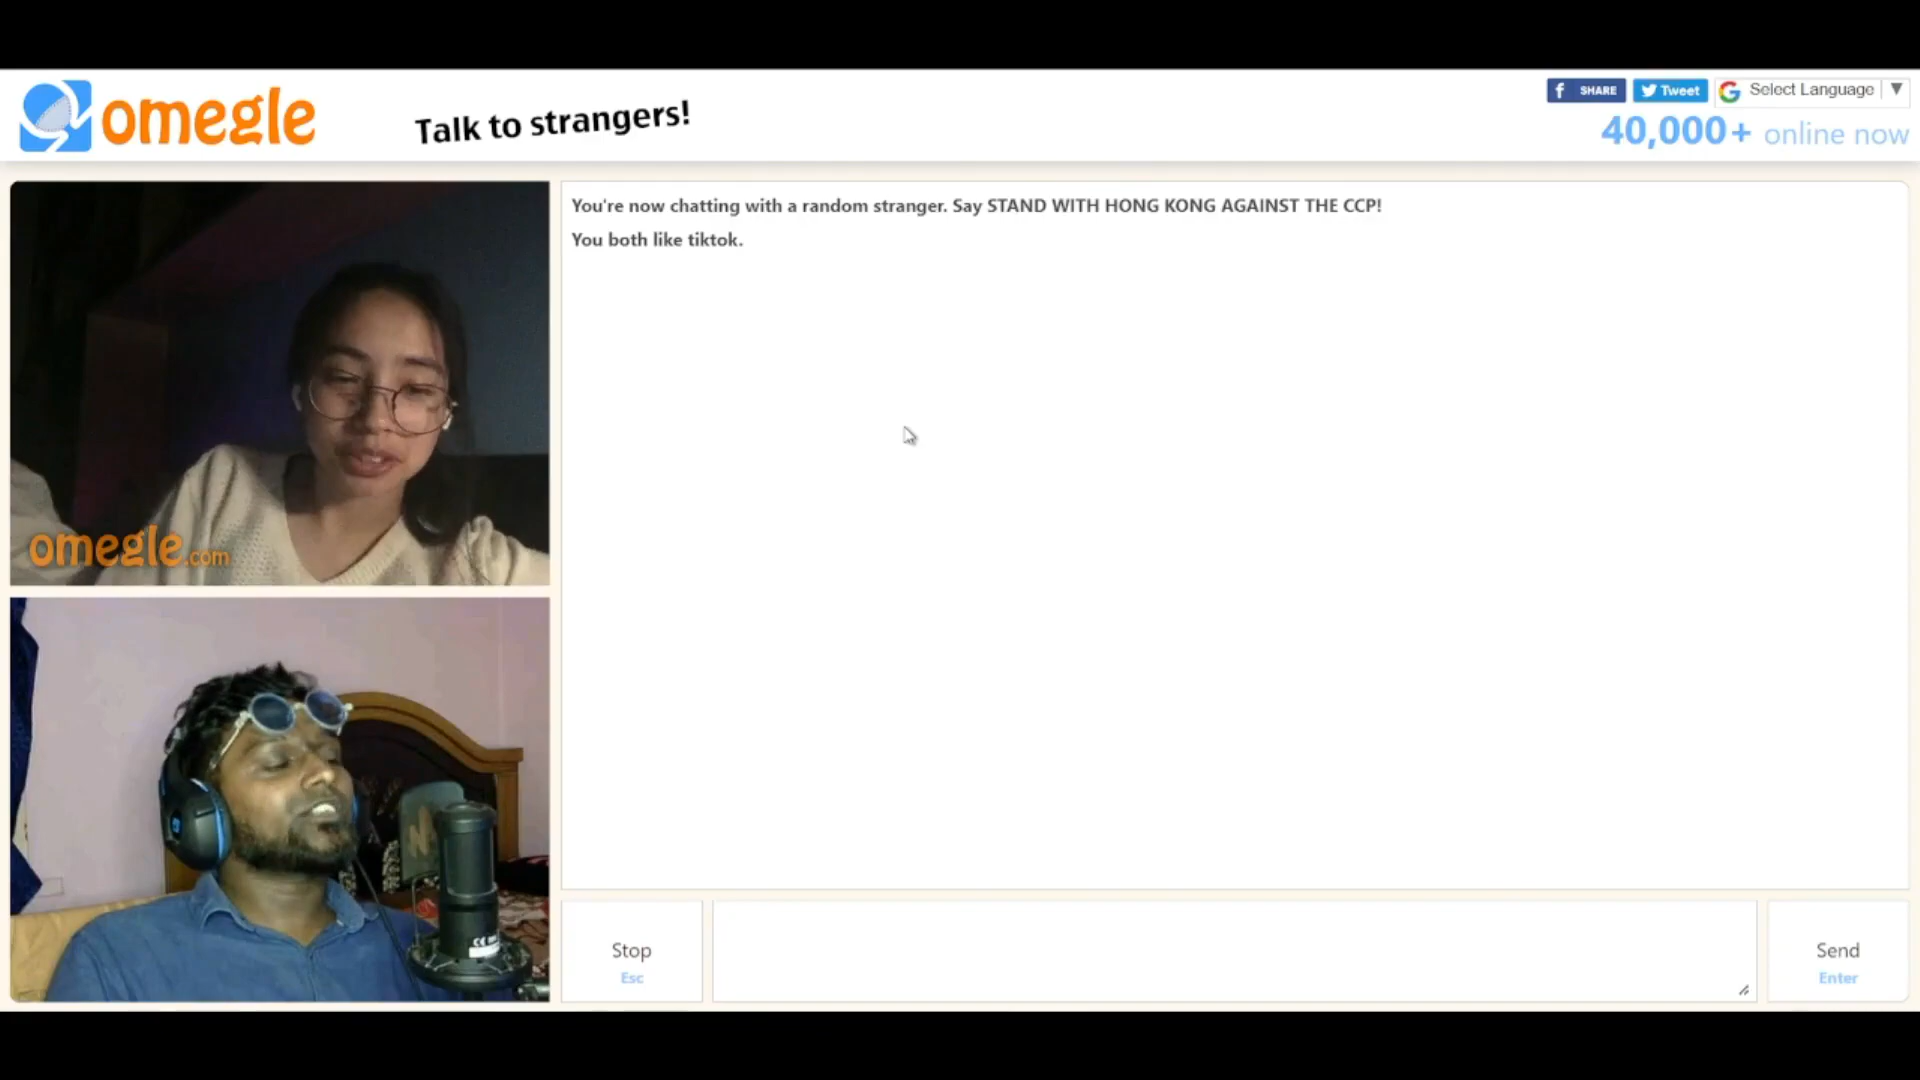 omegle
Talk to strangers!
f SHARE
Tweet
G Select Language ▼
40,000+ online now
You're now chatting with a random stranger. Say STAND WITH HONG KONG AGAINST THE CCP!
You both like tiktok.
omegle.com
Stop
Esc
Send
Enter